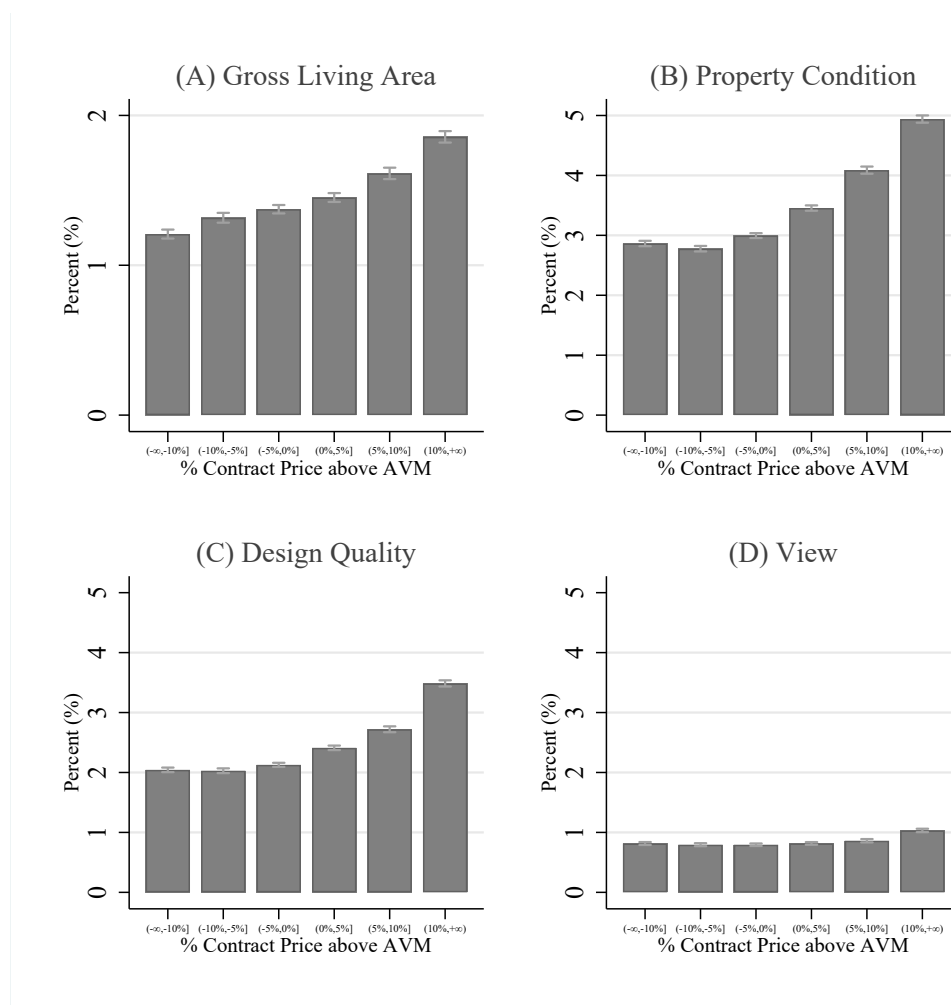 (A) Gross Living Area
Percent (%)
2
1
0
(-∞,-10%] (-10%,-5%] (-5%,0%] (0%,5%] (5%,10%] (10%,+∞)
% Contract Price above AVM
(B) Property Condition
Percent (%)
5
4
3
2
1
0
(-∞,-10%] (-10%,-5%] (-5%,0%] (0%,5%] (5%,10%] (10%,+∞)
% Contract Price above AVM
(C) Design Quality
Percent (%)
5
4
3
2
1
0
(-∞,-10%] (-10%,-5%] (-5%,0%] (0%,5%] (5%,10%] (10%,+∞)
% Contract Price above AVM
(D) View
Percent (%)
5
4
3
2
1
0
(-∞,-10%] (-10%,-5%] (-5%,0%] (0%,5%] (5%,10%] (10%,+∞)
% Contract Price above AVM